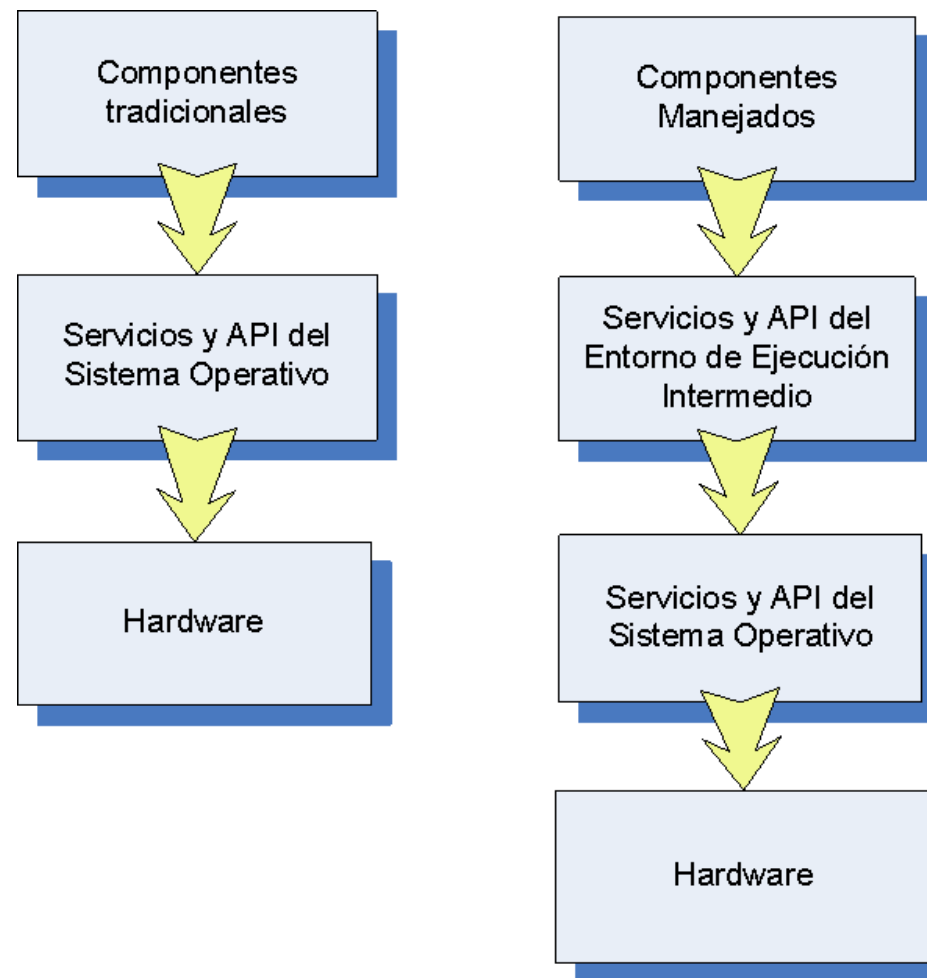 Componentes
tradicionales
Servicios y API del
Sistema Operativo
Hardware
Componentes
Manejados
Servicios y API del
Entorno de Ejecución
Intermedio
Servicios y API del
Sistema Operativo
Hardware